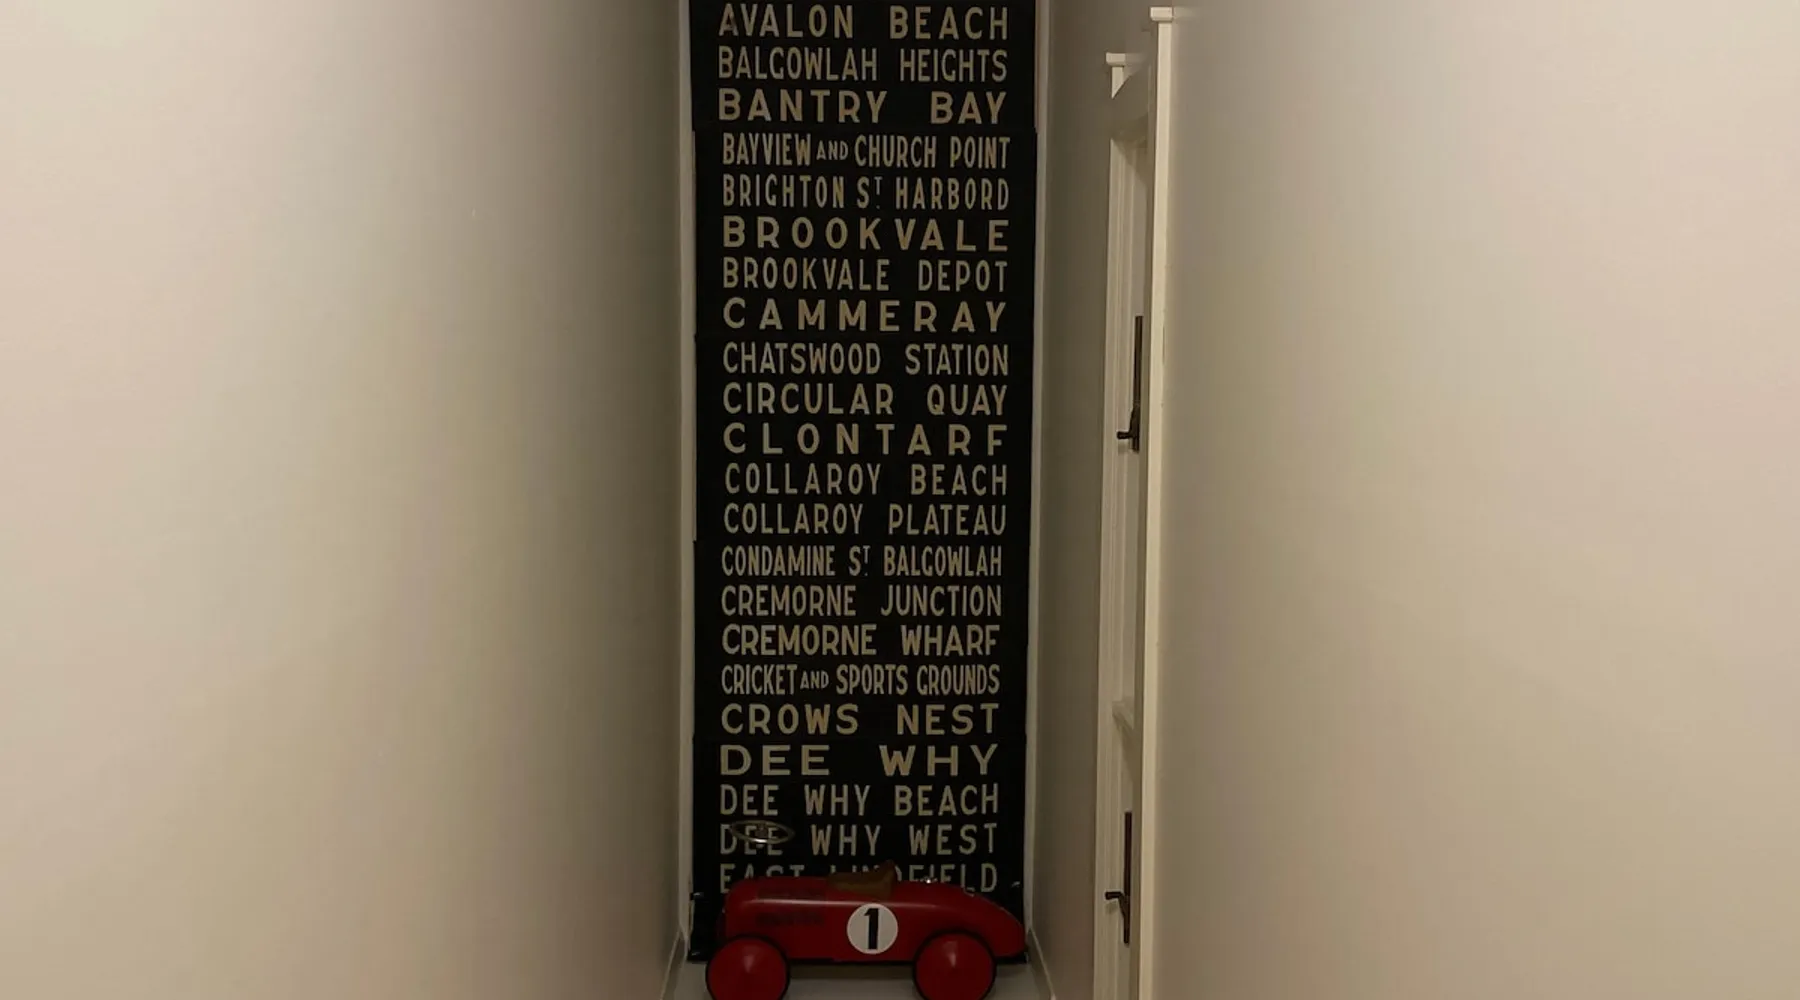 AVALON BEACH
BALGOWLAH HEIGHTS
BANTRY BAY
BAYVIEW AND CHURCH POINT
BRIGHTON ST HARBORD
BROOKVALE
BROOKVALE DEPOT
CAMMERAY
CHATSWOOD STATION
CIRCULAR QUAY
CLONTARF
COLLAROY BEACH
COLLAROY PLATEAU
CONDAMINE ST BALGOWLAH
CREMORNE JUNCTION
CREMORNE WHARF
CRICKET AND SPORTS GROUNDS
CROWS NEST
DEE WHY
DEE WHY BEACH
DEE WHY WEST
EAST LINDFIELD
1